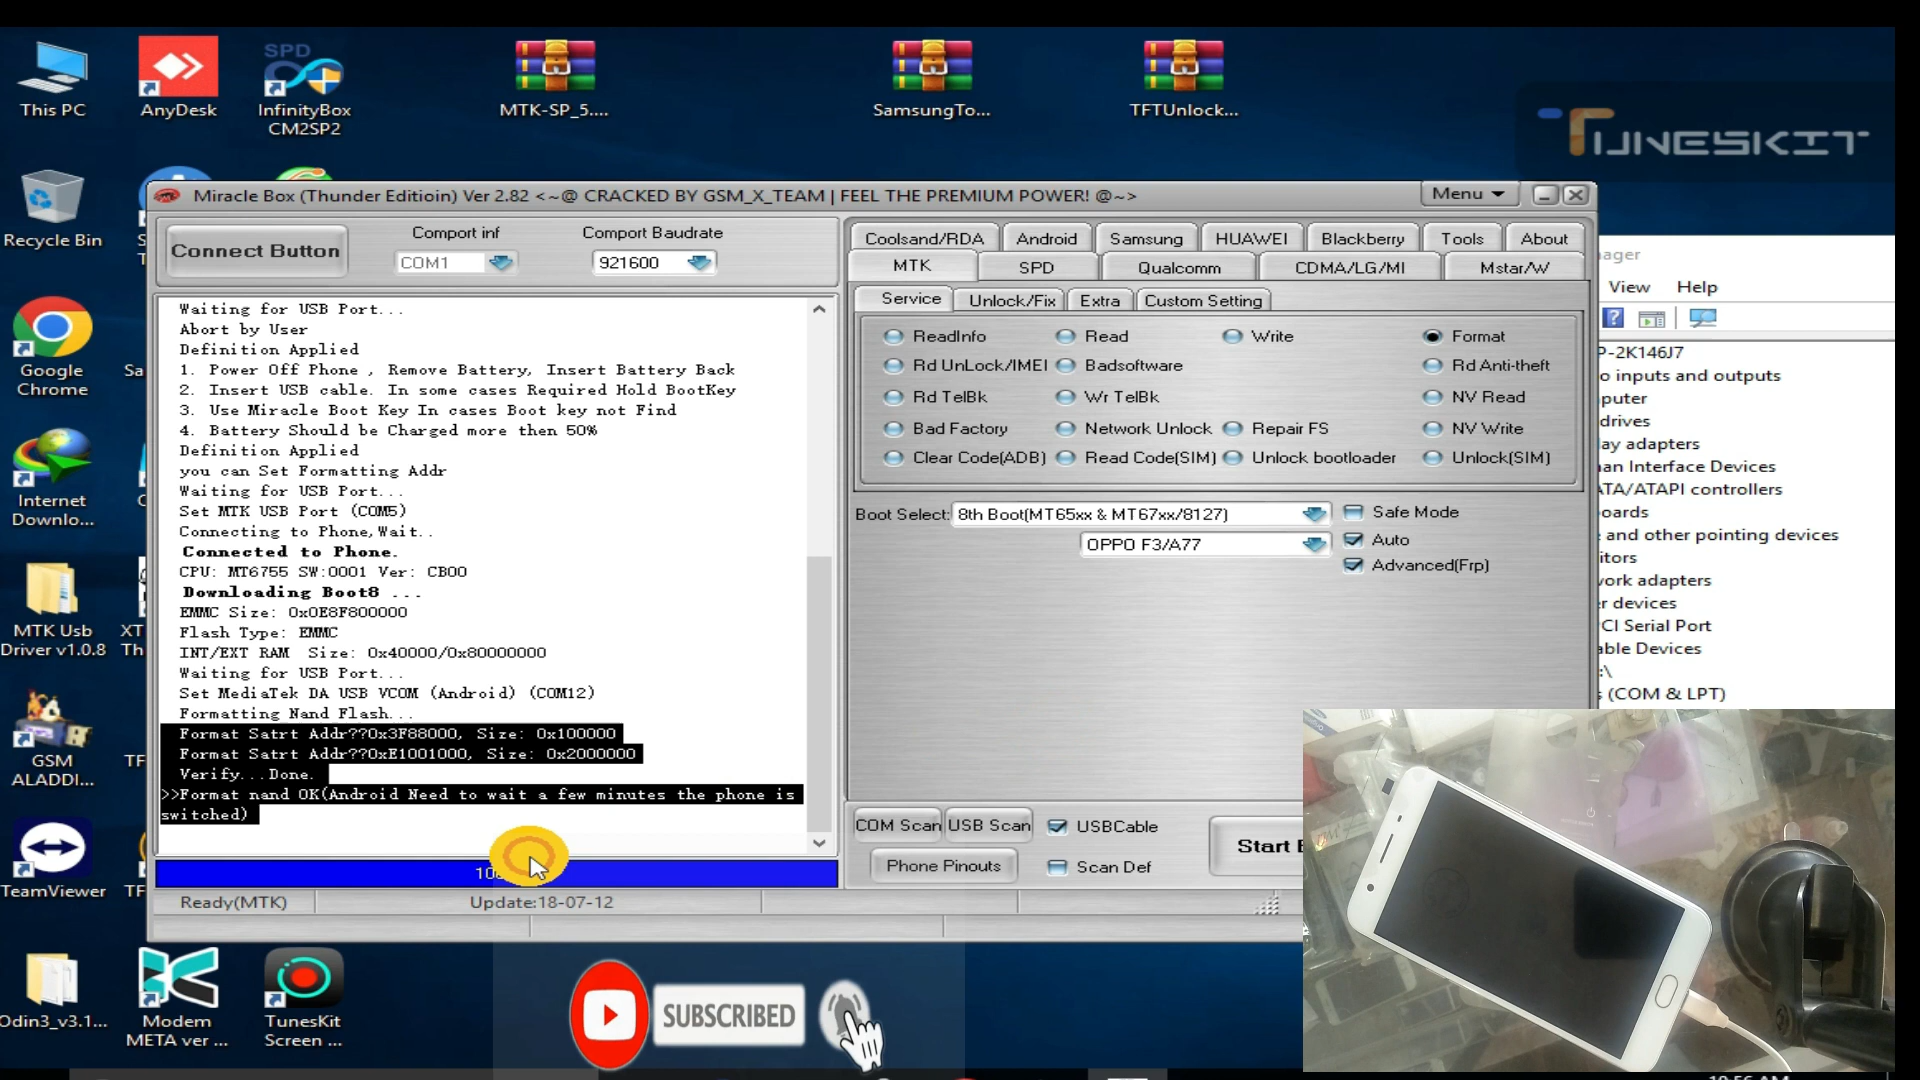 This PC
AnyDesk
SPD
InfinityBox
CM2SP2
MTK-SP_5....
SamsungTo...
TFTUnlock...
TUNESKIT
Recycle Bin
Google
Chrome
Internet
Downlo...
MTK Usb
Driver v1.0.8
GSM
ALADDI...
TeamViewer
Odin3_v3.1...
Modem
META ver ...
TunesKit
Screen ...
Sa
XT
Th
TF
TF
Miracle Box (Thunder Editioin) Ver 2.82 <~@ CRACKED BY GSM_X_TEAM | FEEL THE PREMIUM POWER! @~>
Menu
Connect Button
Comport inf
COM1
Comport Baudrate
921600
Waiting for USB Port...
Abort by User
Definition Applied
1. Power Off Phone , Remove Battery, Insert Battery Back
2. Insert USB cable. In some cases Required Hold BootKey
3. Use Miracle Boot Key In cases Boot key not Find
4. Battery Should be Charged more then 50%
Definition Applied
you can Set Formatting Addr
Waiting for USB Port...
Set MTK USB Port (COM5)
Connecting to Phone,Wait..
Connected to Phone.
CPU: MT6755 SW:0001 Ver: CB00
Downloading Boot8 ...
EMMC Size: 0x0E8F800000
Flash Type: EMMC
INT/EXT RAM Size: 0x40000/0x80000000
Waiting for USB Port...
Set MediaTek DA USB VCOM (Android) (COM12)
Formatting Nand Flash...
Format Satrt Addr??0x3F88000, Size: 0x100000
Format Satrt Addr??0xE1001000, Size: 0x2000000
Verify...Done.
>>Format nand OK(Android Need to wait a few minutes the phone is
switched)
Ready(MTK)
Update:18-07-12
Coolsand/RDA Android Samsung HUAWEI Blackberry Tools About
MTK SPD Qualcomm CDMA/LG/MI Mstar/W
Service Unlock/Fix Extra Custom Setting
ReadInfo Read Write Format
Rd UnLock/IMEI Badsoftware Rd Anti-theft
Rd TelBk Wr TelBk NV Read
Bad Factory Network Unlock Repair FS NV Write
Clear Code(ADB) Read Code(SIM) Unlock bootloader Unlock(SIM)
Boot Select: 8th Boot(MT65xx & MT67xx/8127) Safe Mode
OPPO F3/A77 Auto
Advanced(Frp)
COM Scan USB Scan USBCable
Start
Phone Pinouts Scan Def
ager
View Help
P-2K146J7
o inputs and outputs
puter
drives
lay adapters
an Interface Devices
ATA/ATAPI controllers
oards
and other pointing devices
itors
vork adapters
r devices
CI Serial Port
able Devices
:\
(COM & LPT)
SUBSCRIBED